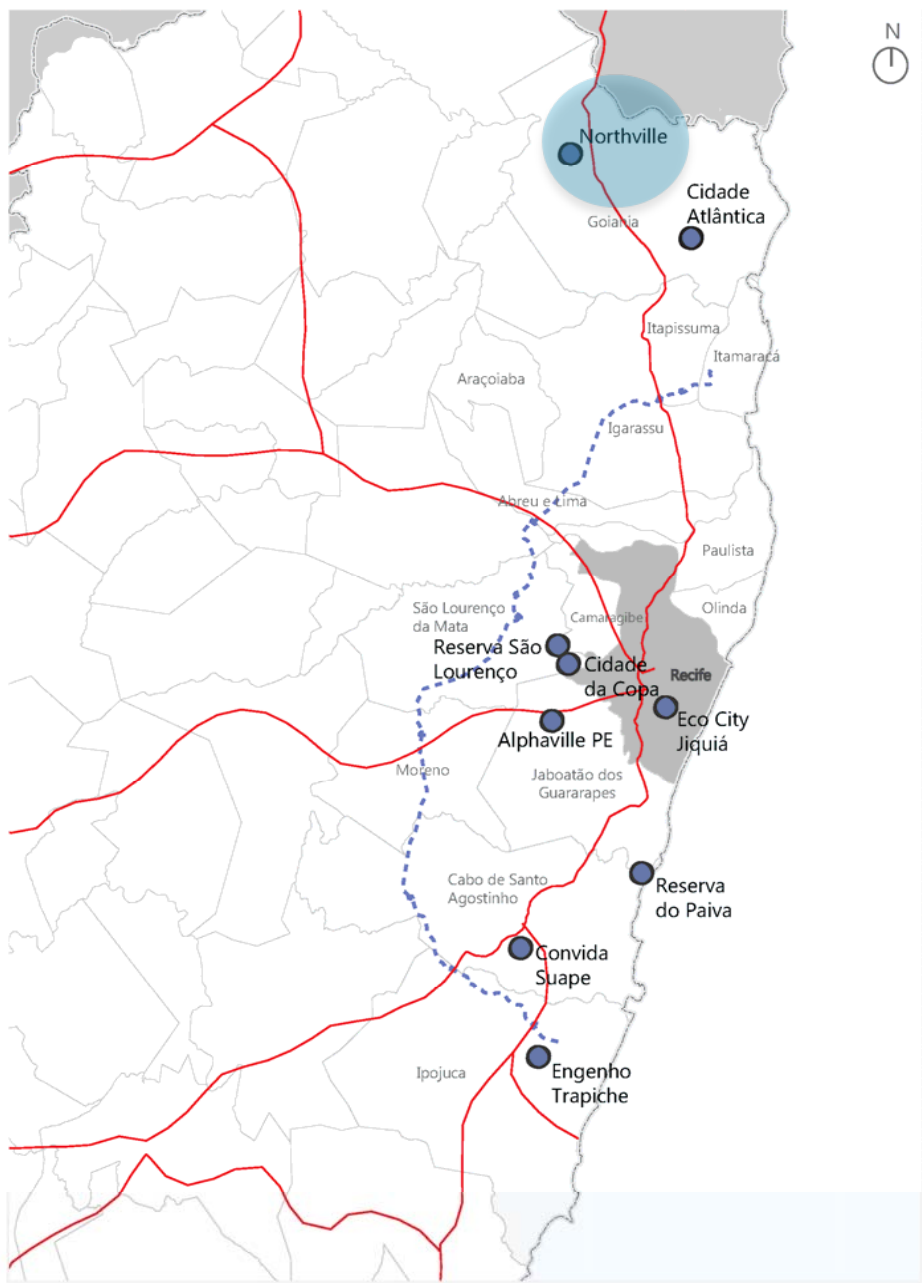 N
Northville
Cidade
Atlântica
Goiania
Itapissuma
Itamaracá
Araçoiaba
Igarassu
Abreu e Lima
Paulista
Olinda
São Lourenço
da Mata
Camaragibe
Reserva São
Lourenço
Cidade
da Copa
Recife
Eco City
Jiquiá
Alphaville PE
Moreno
Jaboatão dos
Guararapes
Cabo de Santo
Agostinho
Reserva
do Paiva
Convida
Suape
Ipojuca
Engenho
Trapiche